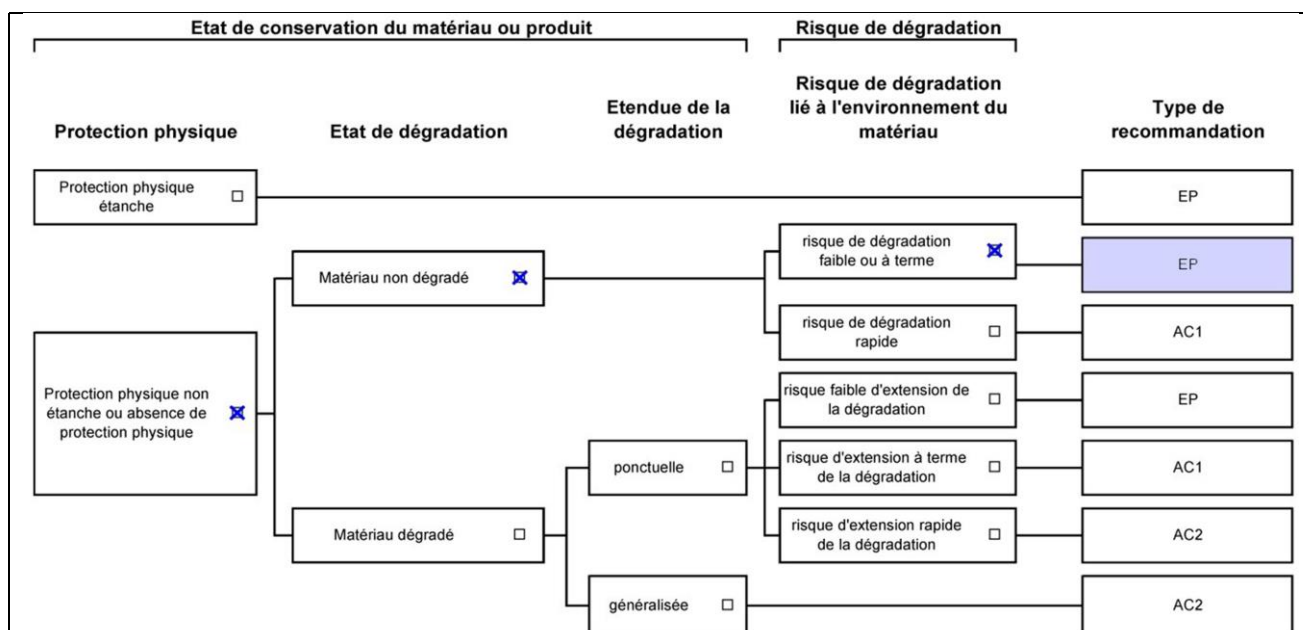 Etat de conservation du matériau ou produit
Risque de dégradation
Protection physique
Etat de dégradation
Etendue de la
dégradation
Risque de dégradation
lié à l'environnement du
matériau
Type de
recommandation
Protection physique
étanche
EP
risque de dégradation
faible ou à terme
EP
Matériau non dégradé
risque de dégradation
rapide
AC1
Protection physique non
étanche ou absence de
protection physique
risque faible d'extension de
la dégradation
EP
ponctuelle
risque d'extension à terme
de la dégradation
AC1
Matériau dégradé
risque d'extension rapide
de la dégradation
AC2
généralisée
AC2